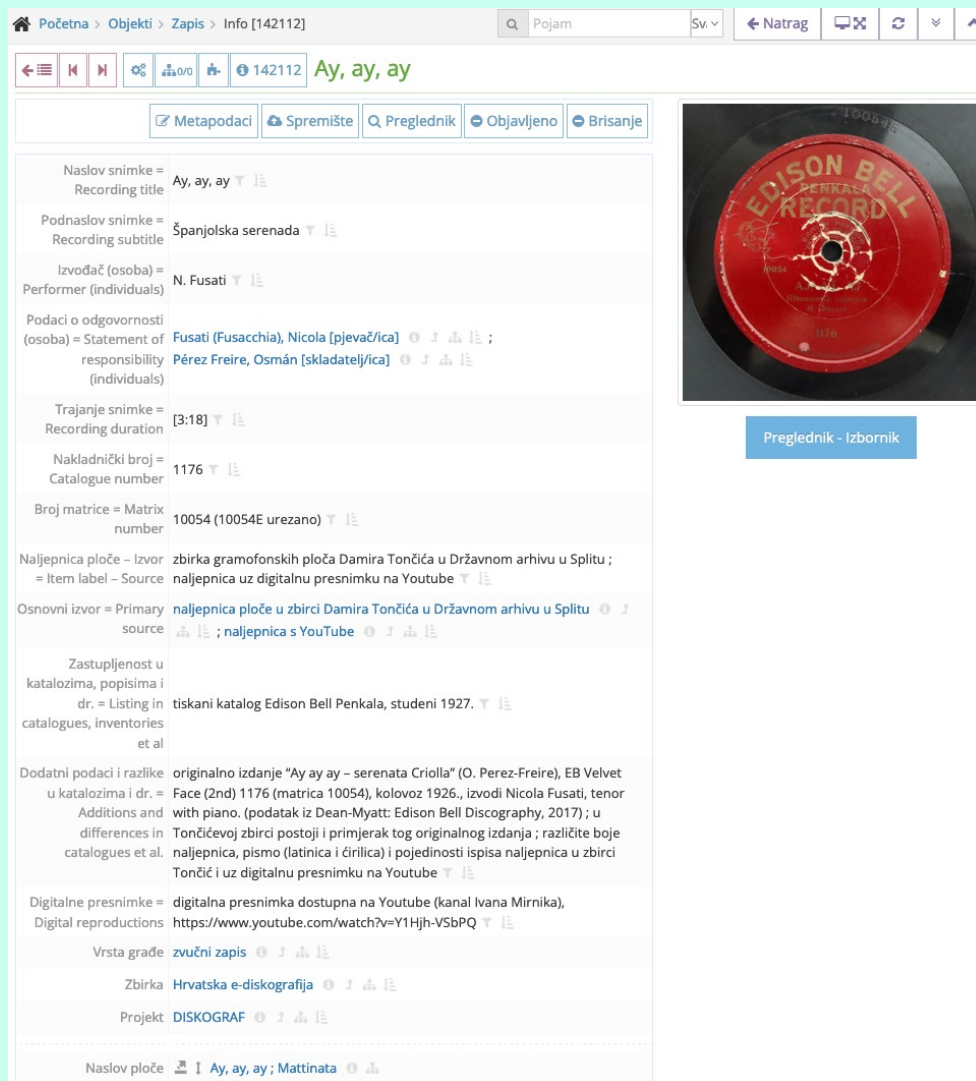 Početna > Objekti > Zapis > Info [142112]
Pojam
Sv.
Natrag
0/0
142112
Ay, ay, ay
Metapodaci
Spremište
Preglednik
Objavljeno
Brisanje
Naslov snimke =
Recording title
Ay, ay, ay
Podnaslov snimke =
Recording subtitle
Španjolska serenada
Izvođač (osoba) =
Performer (individuals)
N. Fusati
Podaci o odgovornosti
(osoba) = Statement of
responsibility
(individuals)
Fusati (Fusacchia), Nicola [pjevač/ica] ;
Pérez Freire, Osmán [skladatelj/ica]
Trajanje snimke =
Recording duration
[3:18]
Nakladnički broj =
Catalogue number
1176
Broj matrice = Matrix
number
10054 (10054E urezano)
Naljepnica ploče – Izvor
= Item label – Source
zbirka gramofonskih ploča Damira Tončića u Državnom arhivu u Splitu ;
naljepnica uz digitalnu presnimku na Youtube
Osnovni izvor = Primary
source
naljepnica ploče u zbirci Damira Tončića u Državnom arhivu u Splitu
; naljepnica s YouTube
Zastupljenost u
katalozima, popisima i
dr. = Listing in
catalogues, inventories
et al
tiskani katalog Edison Bell Penkala, studeni 1927.
Dodatni podaci i razlike
u katalozima i dr. =
Additions and
differences in
catalogues et al.
originalno izdanje “Ay ay ay – serenata Criolla” (O. Perez-Freire), EB Velvet
Face (2nd) 1176 (matrica 10054), kolovoz 1926., izvodi Nicola Fusati, tenor
with piano. (podatak iz Dean-Myatt: Edison Bell Discography, 2017) ; u
Tončićevoj zbirci postoji i primjerak tog originalnog izdanja ; različite boje
naljepnica, pismo (latinica i ćirilica) i pojedinosti ispisa naljepnica u zbirci
Tončić i uz digitalnu presnimku na Youtube
Digitalne presnimke =
Digital reproductions
digitalna presnimka dostupna na Youtube (kanal Ivana Mirnika),
https://www.youtube.com/watch?v=Y1Hjh-VSbPQ
Vrsta građe
zvučni zapis
Zbirka
Hrvatska e-diskografija
Projekt
DISKOGRAF
Naslov ploče
Ay, ay, ay ; Mattinata
10054E
EDISON BELL
PENKALA
RECORD
10054
1176
Preglednik - Izbornik